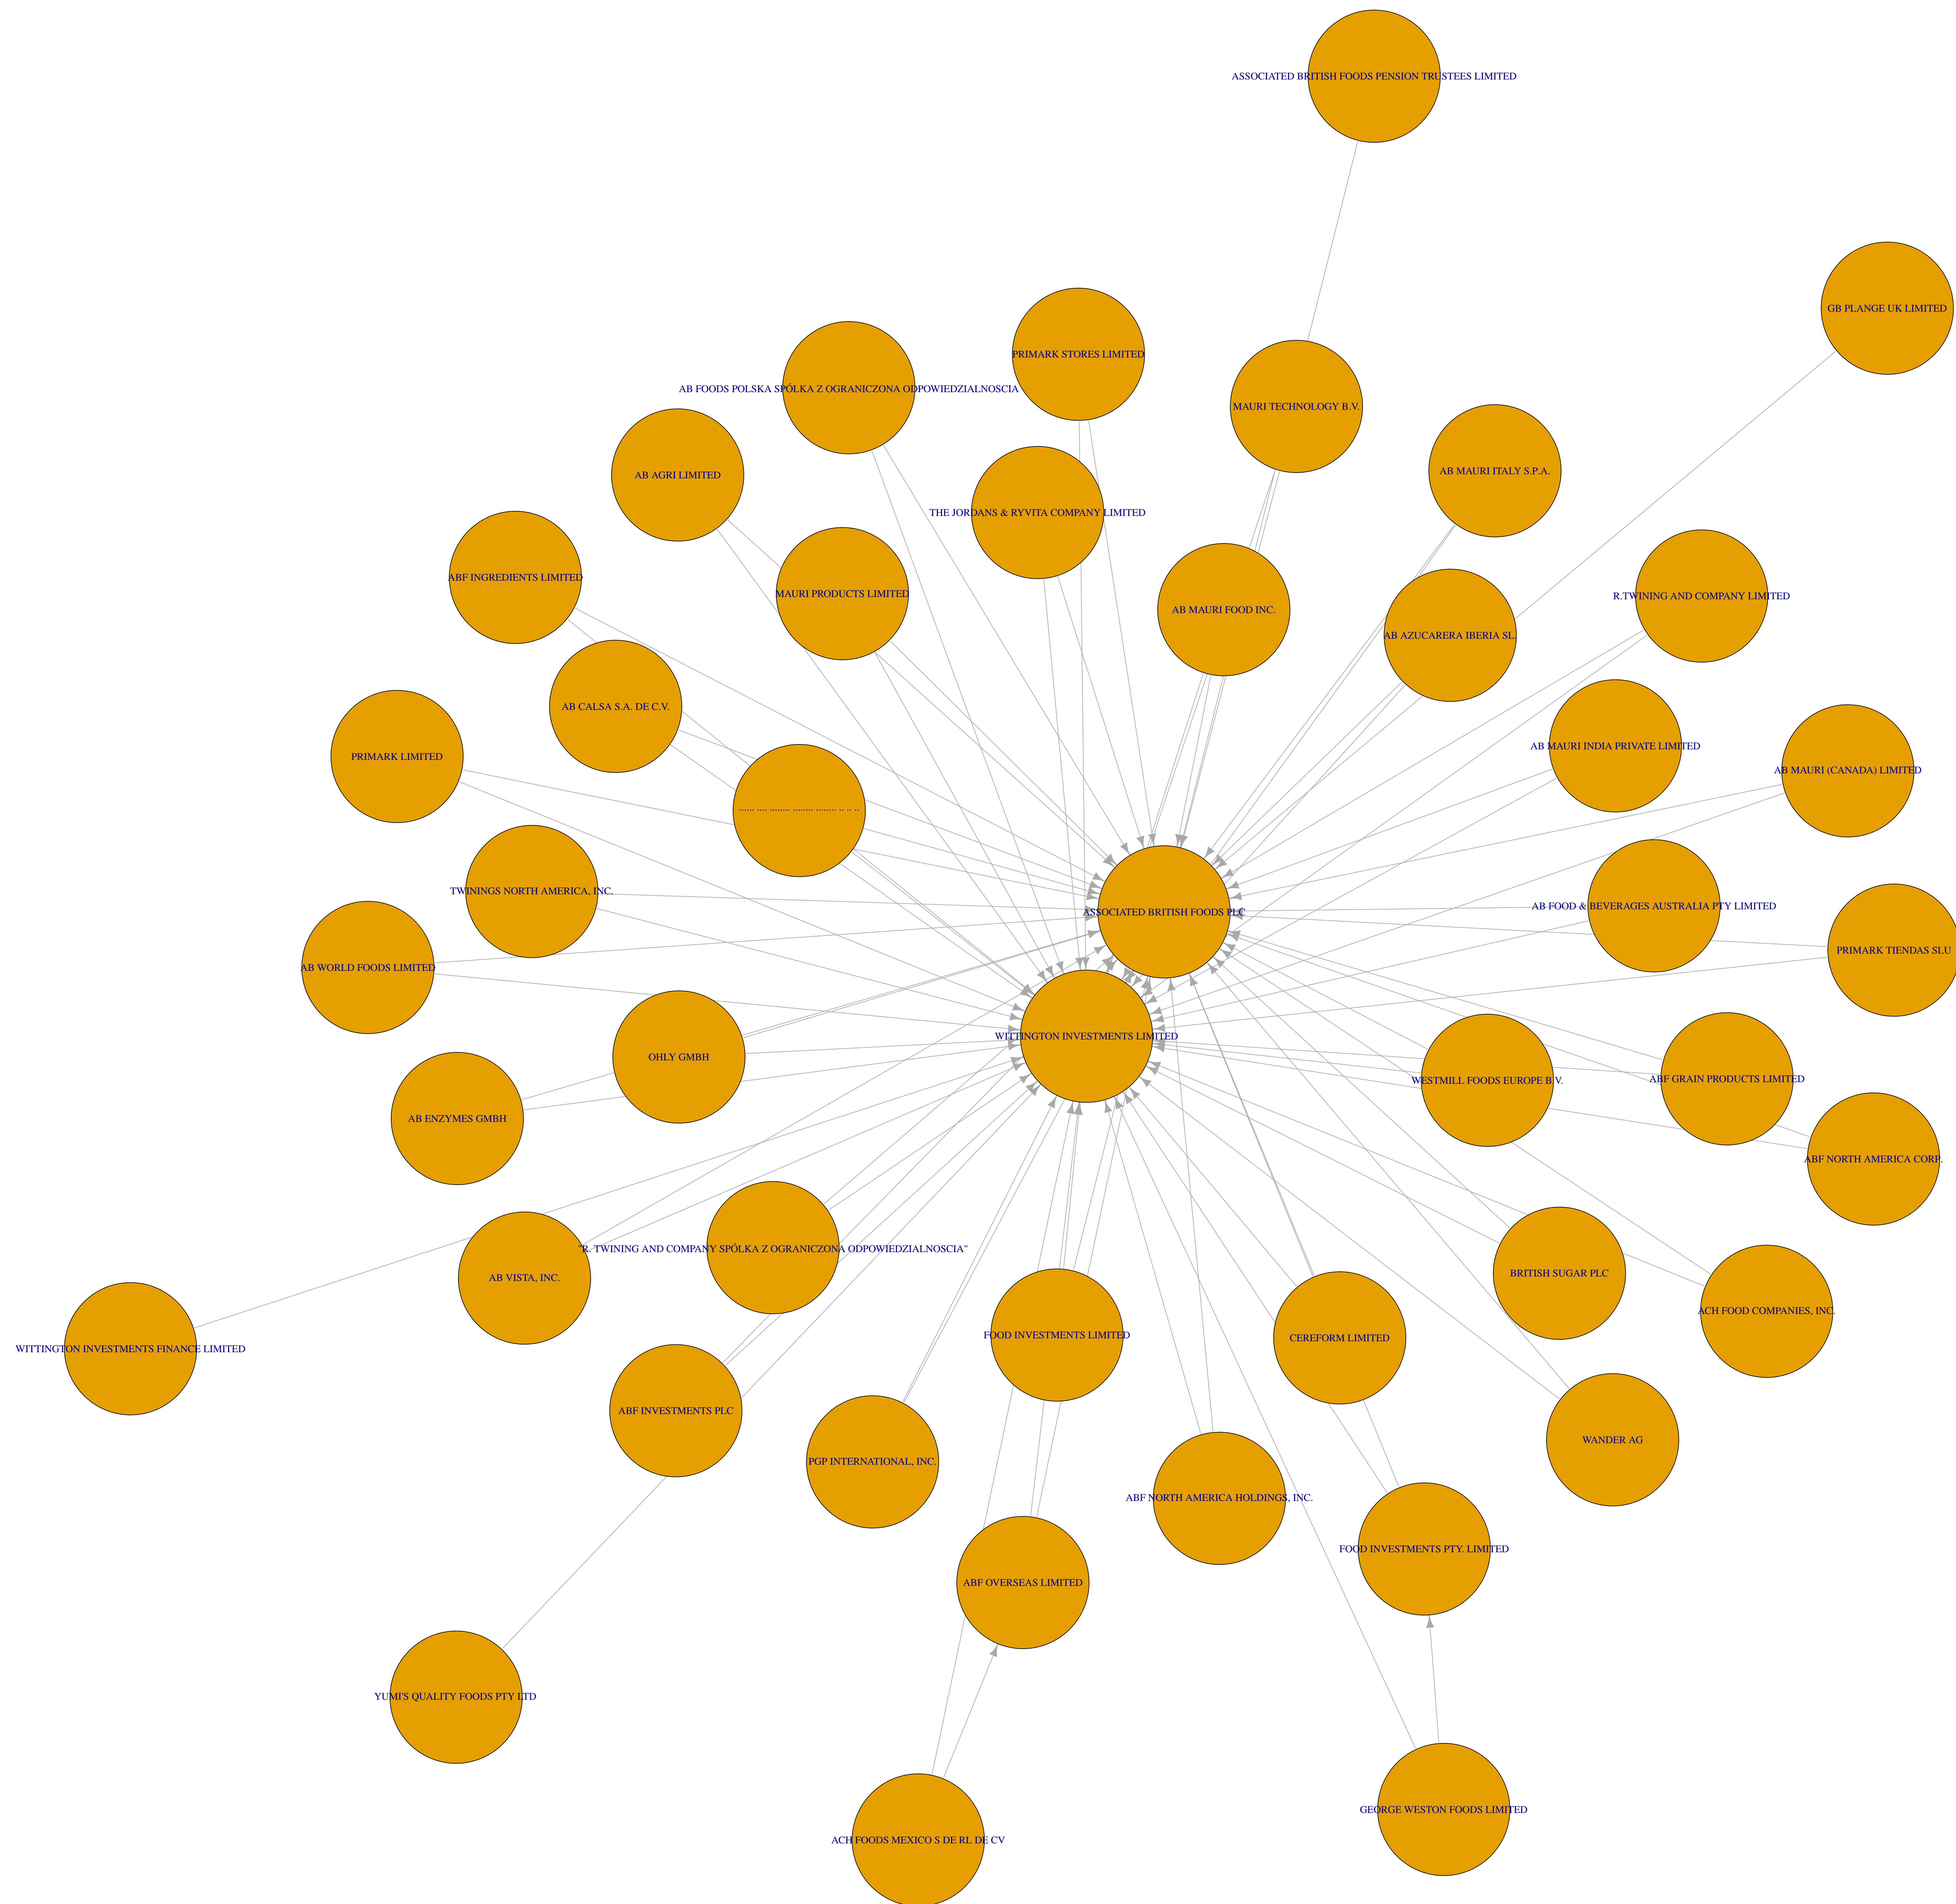 ASSOCIATED BRITISH FOODS PENSION TRUSTEES LIMITED
GB PLANGE UK LIMITED
PRIMARK STORES LIMITED
AB FOODS POLSKA SPÓLKA Z OGRANICZONA ODPOWIEDZIALNOSCIA
MAURI TECHNOLOGY B.V.
AB MAURI ITALY S.P.A.
AB AGRI LIMITED
THE JORDANS & RYVITA COMPANY LIMITED
ABF INGREDIENTS LIMITED
MAURI PRODUCTS LIMITED
R.TWINING AND COMPANY LIMITED
AB MAURI FOOD INC.
AB AZUCARERA IBERIA SL.
AB CALSA S.A. DE C.V.
AB MAURI INDIA PRIVATE LIMITED
PRIMARK LIMITED
AB MAURI (CANADA) LIMITED
...... .... ........ ........ ........ .. .. ..
TWININGS NORTH AMERICA, INC.
AB FOOD & BEVERAGES AUSTRALIA PTY LIMITED
ASSOCIATED BRITISH FOODS PLC
PRIMARK TIENDAS SLU
AB WORLD FOODS LIMITED
WITTINGTON INVESTMENTS LIMITED
OHLY GMBH
WESTMILL FOODS EUROPE B.V.
ABF GRAIN PRODUCTS LIMITED
AB ENZYMES GMBH
ABF NORTH AMERICA CORP.
"R. TWINING AND COMPANY SPÓLKA Z OGRANICZONA ODPOWIEDZIALNOSCIA"
AB VISTA, INC.
BRITISH SUGAR PLC
ACH FOOD COMPANIES, INC.
FOOD INVESTMENTS LIMITED
CEREFORM LIMITED
WITTINGTON INVESTMENTS FINANCE LIMITED
ABF INVESTMENTS PLC
WANDER AG
PGP INTERNATIONAL, INC.
ABF NORTH AMERICA HOLDINGS, INC.
FOOD INVESTMENTS PTY. LIMITED
ABF OVERSEAS LIMITED
YUMI'S QUALITY FOODS PTY LTD
GEORGE WESTON FOODS LIMITED
ACH FOODS MEXICO S DE RL DE CV